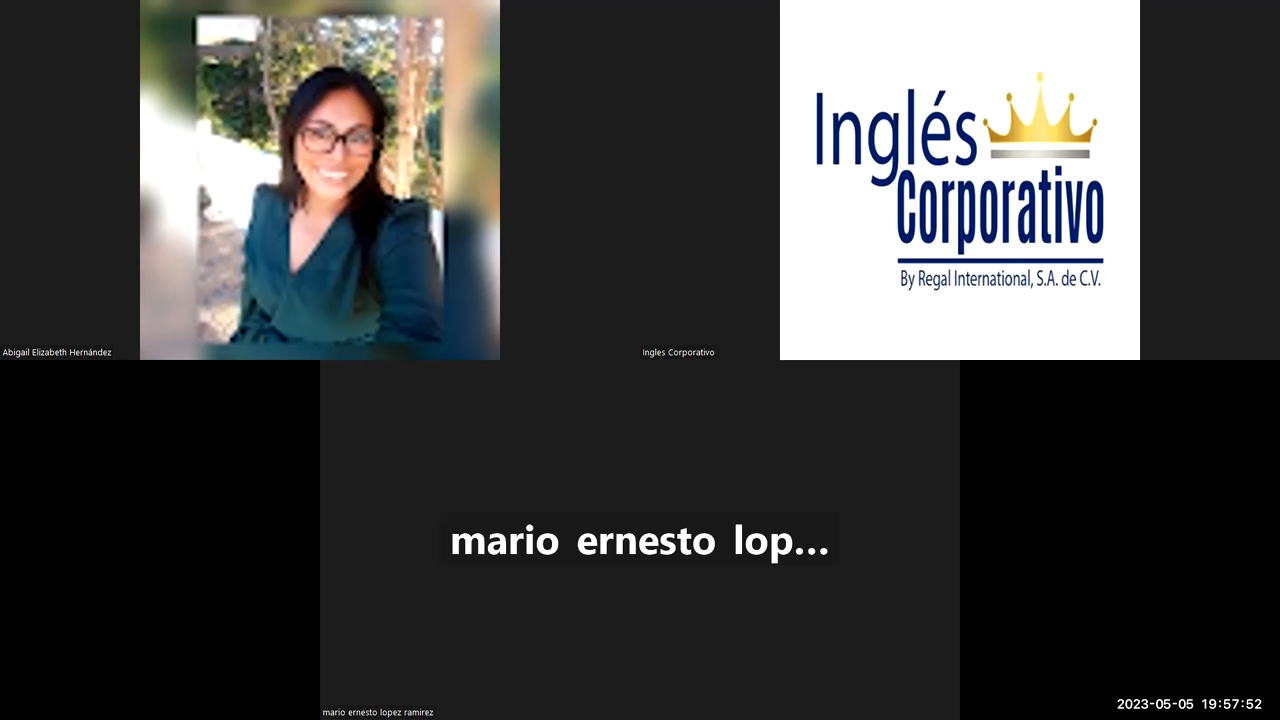 Inglés
Corporativo
By Regal International, S.A. de C.V.
Abigail Elizabeth Hernández
Ingles Corporativo
mario ernesto lop...
mario ernesto lopez ramirez
2023-05-05 19:57:52